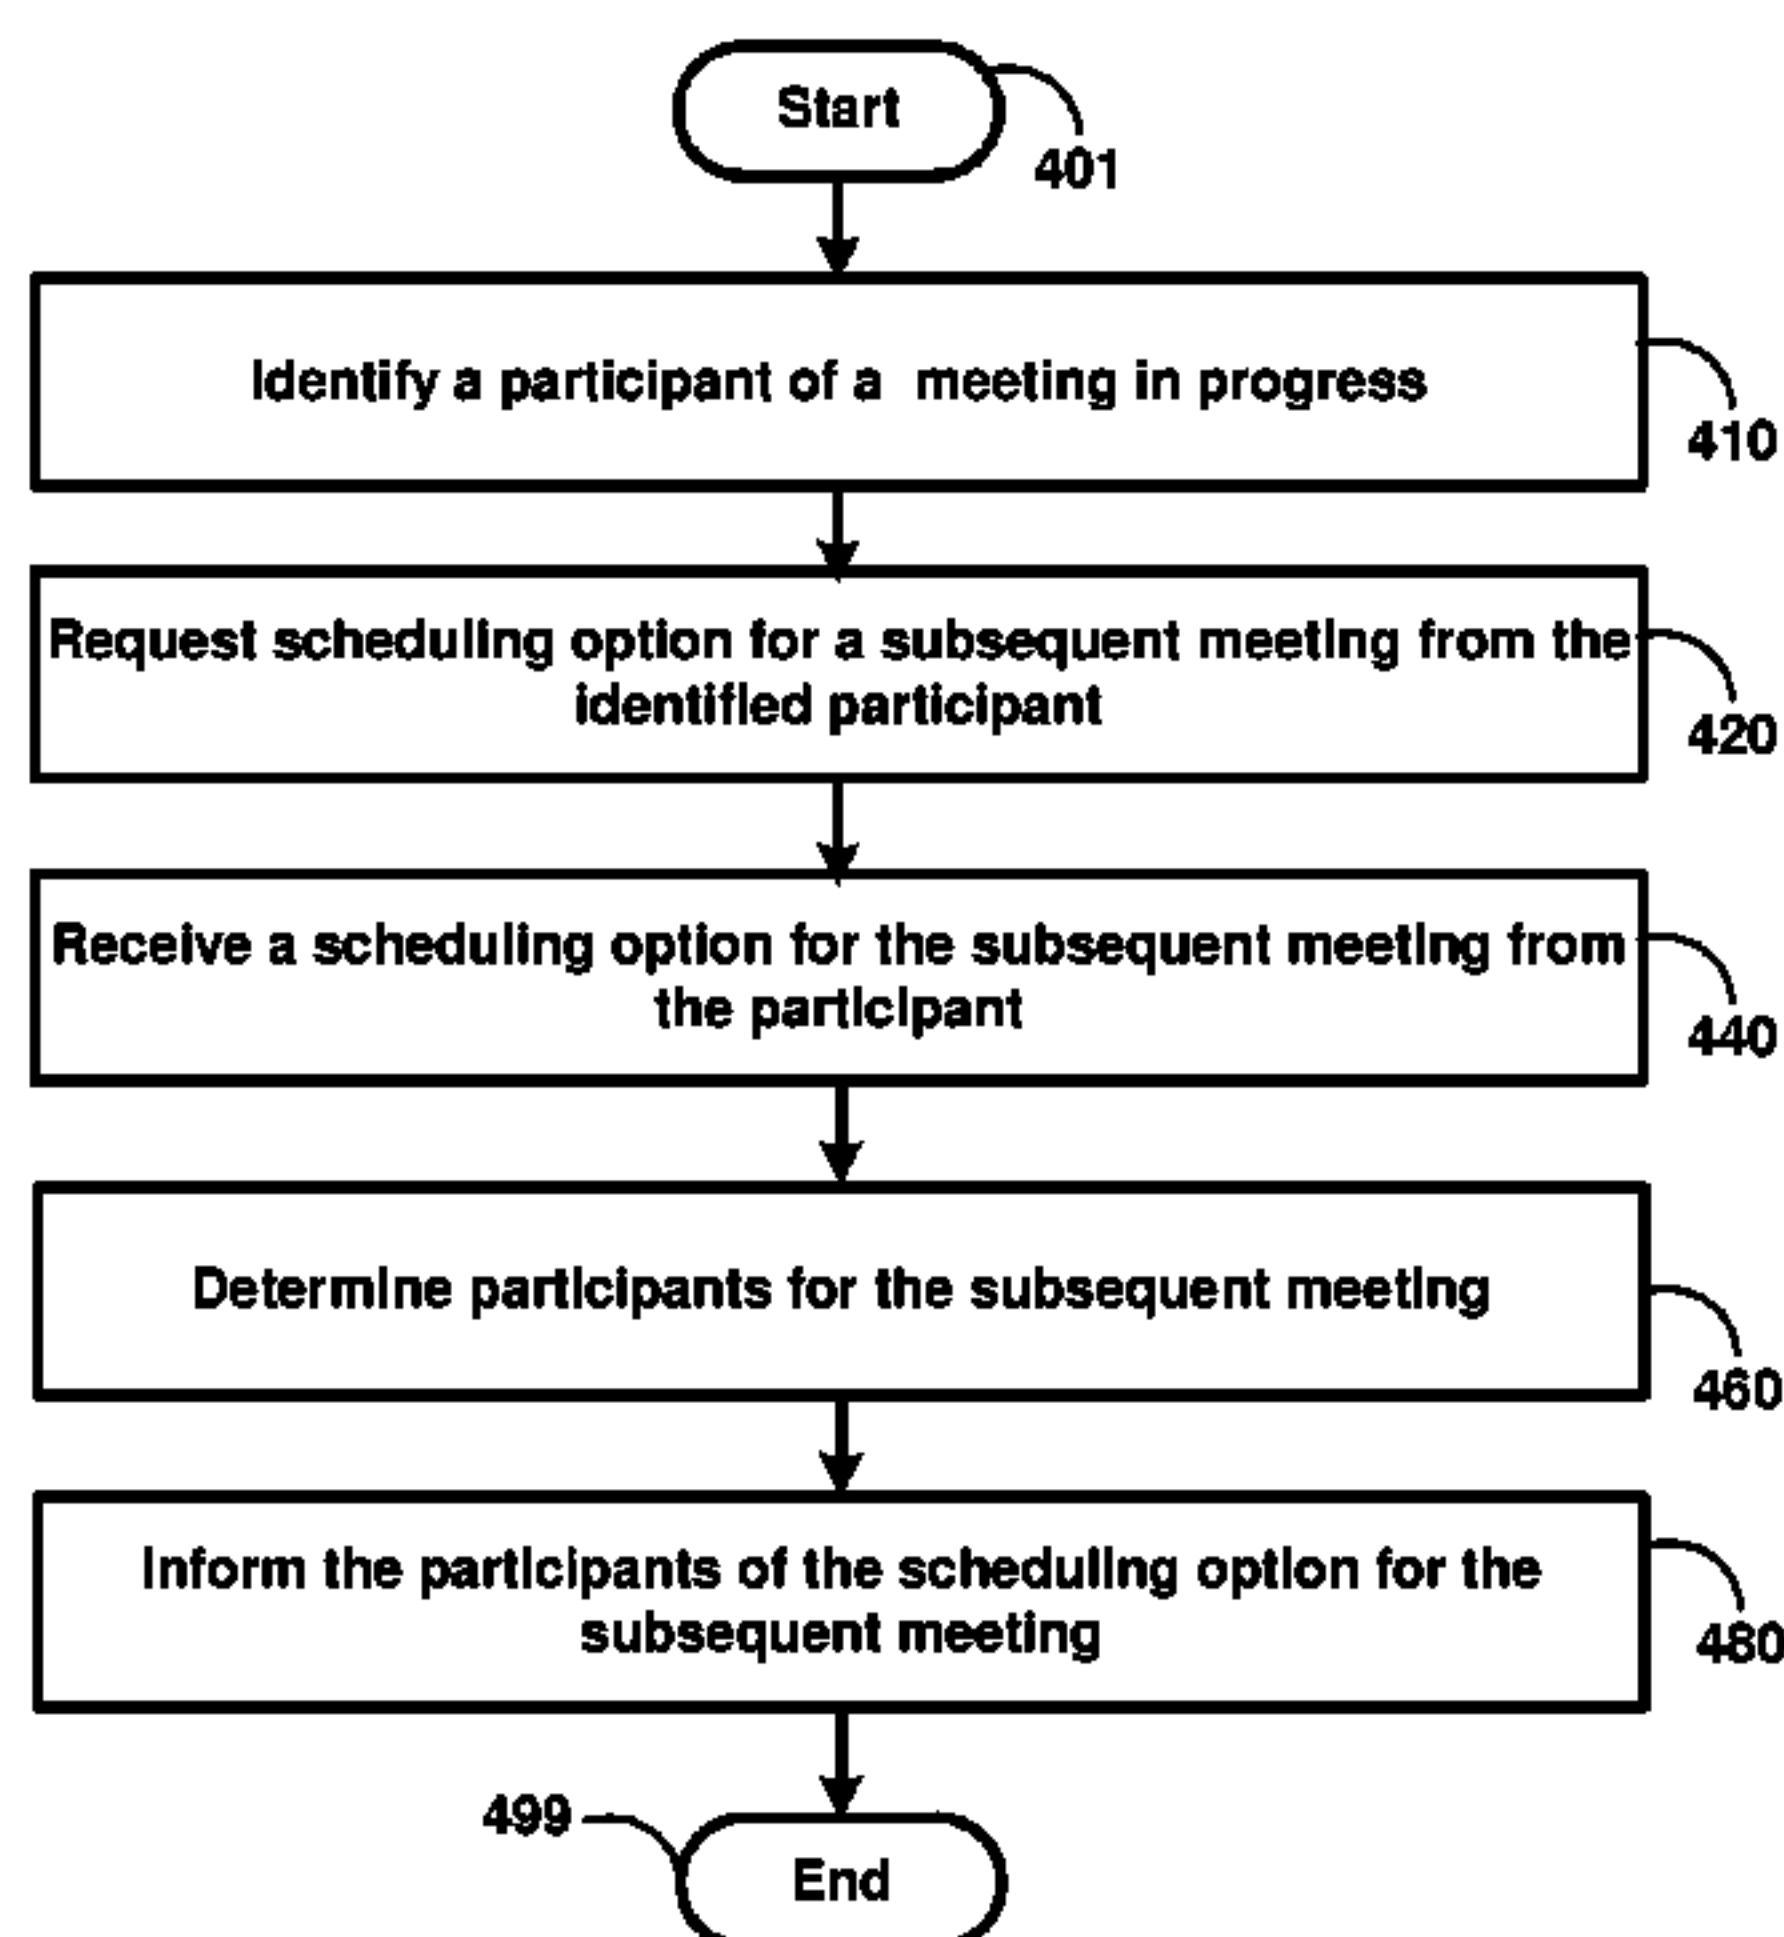 Start
401
Identify a participant of a meeting in progress
410
Request scheduling option for a subsequent meeting from the
identified participant
420
Receive a scheduling option for the subsequent meeting from
the participant
440
Determine participants for the subsequent meeting
460
Inform the participants of the scheduling option for the
subsequent meeting
480
499
End